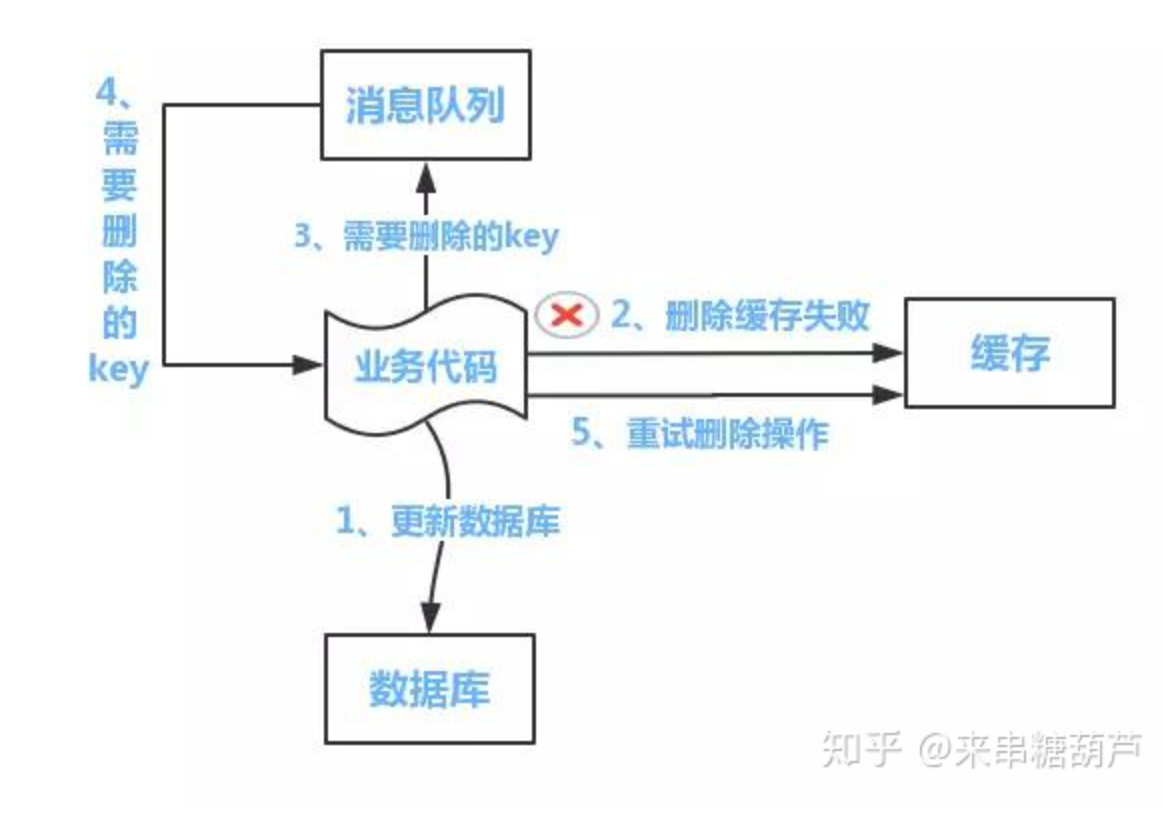 消息队列
4、需要删除的key
3、需要删除的key
2、删除缓存失败
业务代码
缓存
5、重试删除操作
1、更新数据库
数据库
知乎 @来串糖葫芦